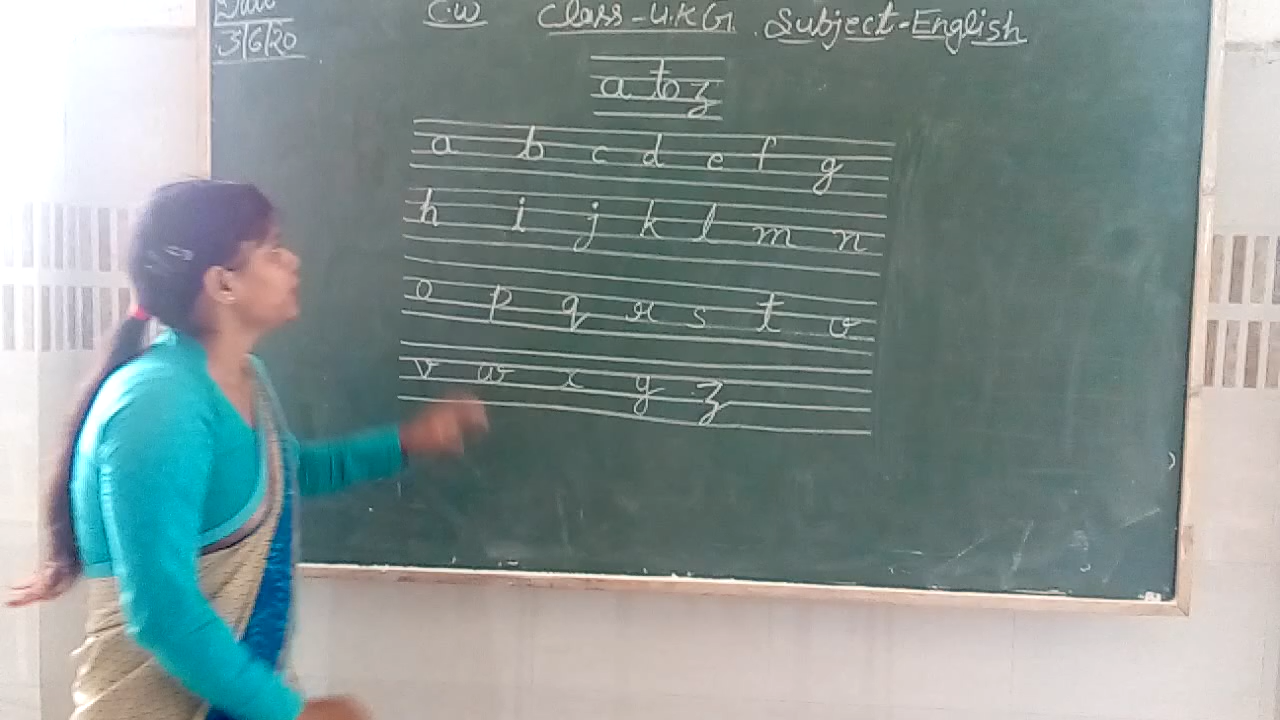 Date
3/6/20
C.W Class-U.K.G. Subject-English
a to z
a b c d e f g
h i j k l m n
o p q r s t u
v w x y z